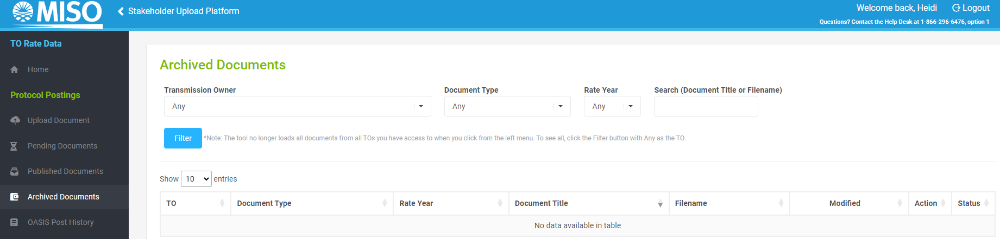 MISO
Stakeholder Upload Platform
Welcome back, Heidi
Logout
Questions? Contact the Help Desk at 1-866-296-6476, option 1
TO Rate Data
Home
Protocol Postings
Upload Document
Pending Documents
Published Documents
Archived Documents
OASIS Post History
Archived Documents
Transmission Owner
Document Type
Rate Year
Search (Document Title or Filename)
Any
Any
Any
Filter
*Note: The tool no longer loads all documents from all TOs you have access to when you click from the left menu. To see all, click the Filter button with Any as the TO.
Show 10 entries
TO
Document Type
Rate Year
Document Title
Filename
Modified
Action
Status
No data available in table